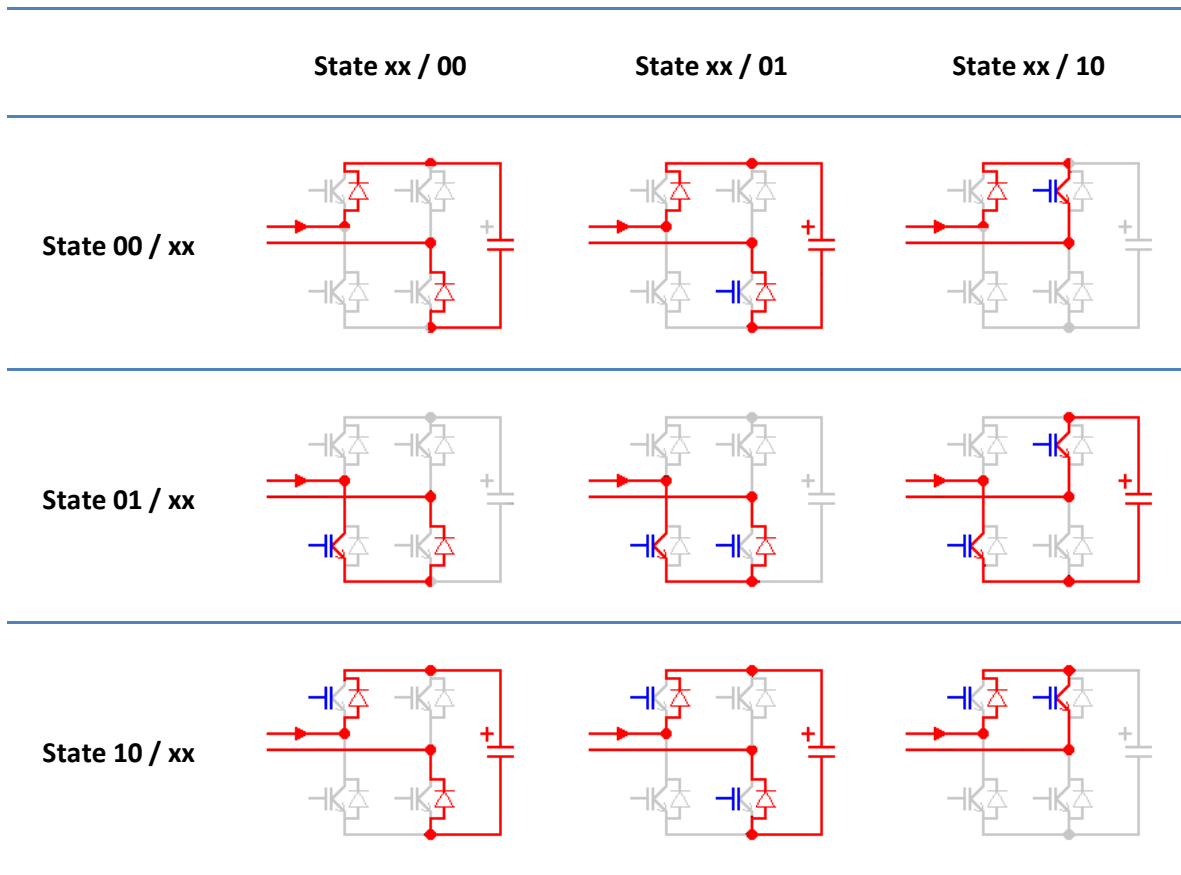 State xx / 00 State xx / 01 State xx / 10
State 00 / xx
+ + +
State 01 / xx
+ + +
State 10 / xx
+ + +